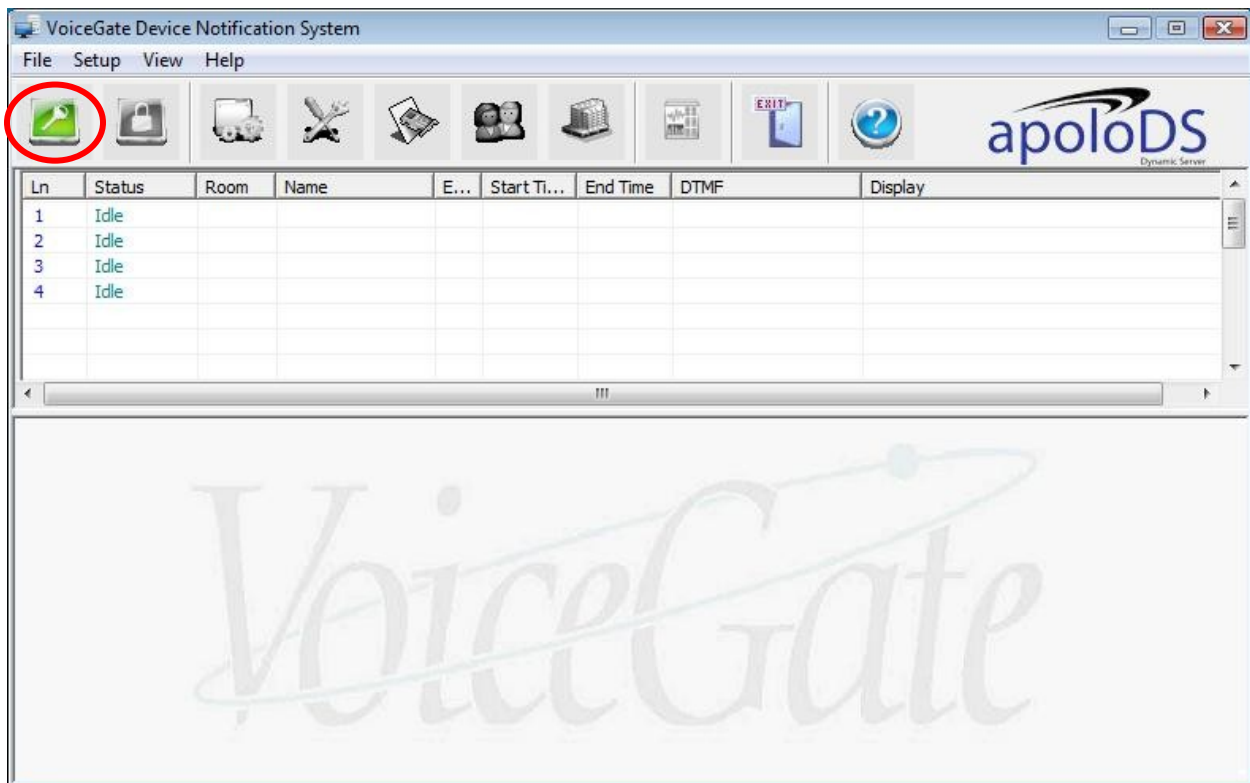 VoiceGate Device Notification System
File Setup View Help
EXIT
apoloDS
Dynamic Server
Ln Status Room Name E... Start Ti... End Time DTMF Display
1 Idle
2 Idle
3 Idle
4 Idle
VoiceGate